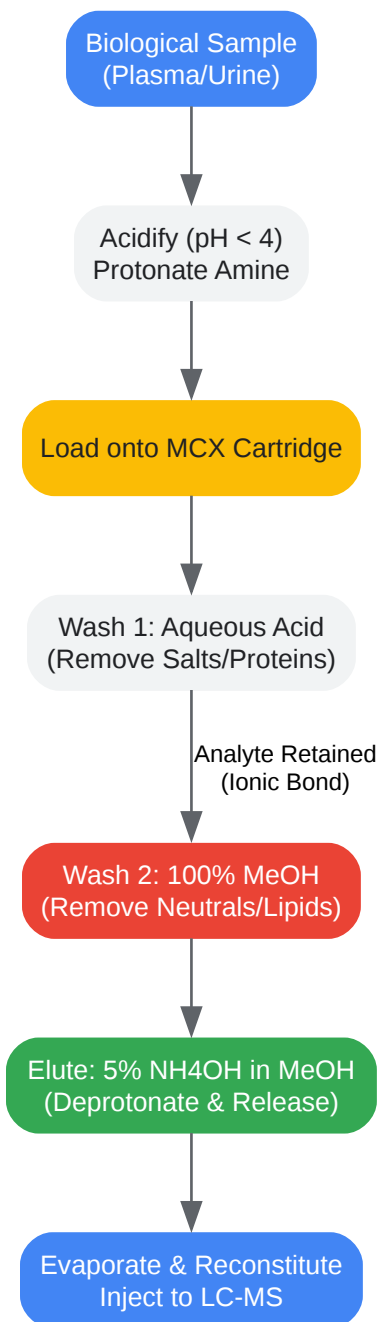 Biological Sample
(Plasma/Urine)
Acidify (pH < 4)
Protonate Amine
Load onto MCX Cartridge
Wash 1: Aqueous Acid
(Remove Salts/Proteins)
Analyte Retained
(Ionic Bond)
Wash 2: 100% MeOH
(Remove Neutrals/Lipids)
Elute: 5% NH4OH in MeOH
(Deprotonate & Release)
Evaporate & Reconstitute
Inject to LC-MS